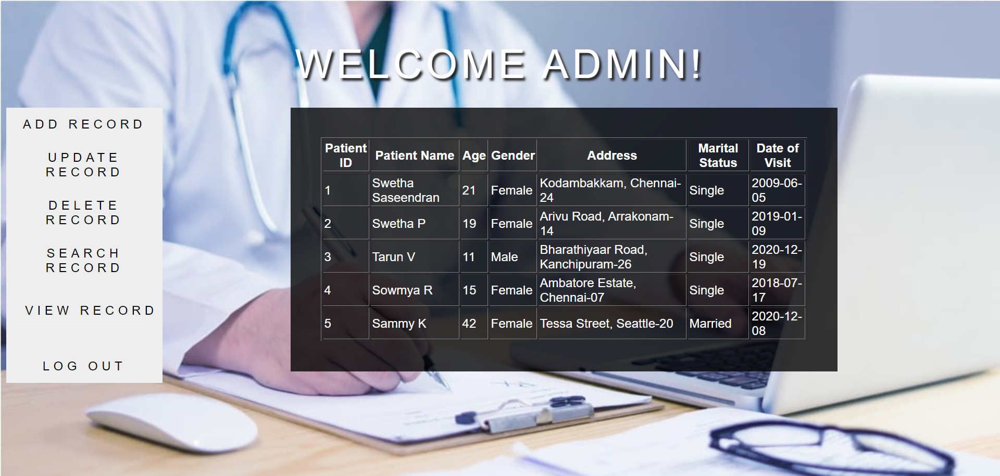 WELCOME ADMIN!
ADD RECORD
UPDATE
RECORD
DELETE
RECORD
SEARCH
RECORD
VIEW RECORD
LOG OUT
Patient ID Patient Name Age Gender Address Marital Status Date of Visit
1 Swetha Saseendran 21 Female Kodambakkam, Chennai-24 Single 2009-06-05
2 Swetha P 19 Female Arivu Road, Arrakonam-14 Single 2019-01-09
3 Tarun V 11 Male Bharathiyaar Road, Kanchipuram-26 Single 2020-12-19
4 Sowmya R 15 Female Ambatore Estate, Chennai-07 Single 2018-07-17
5 Sammy K 42 Female Tessa Street, Seattle-20 Married 2020-12-08